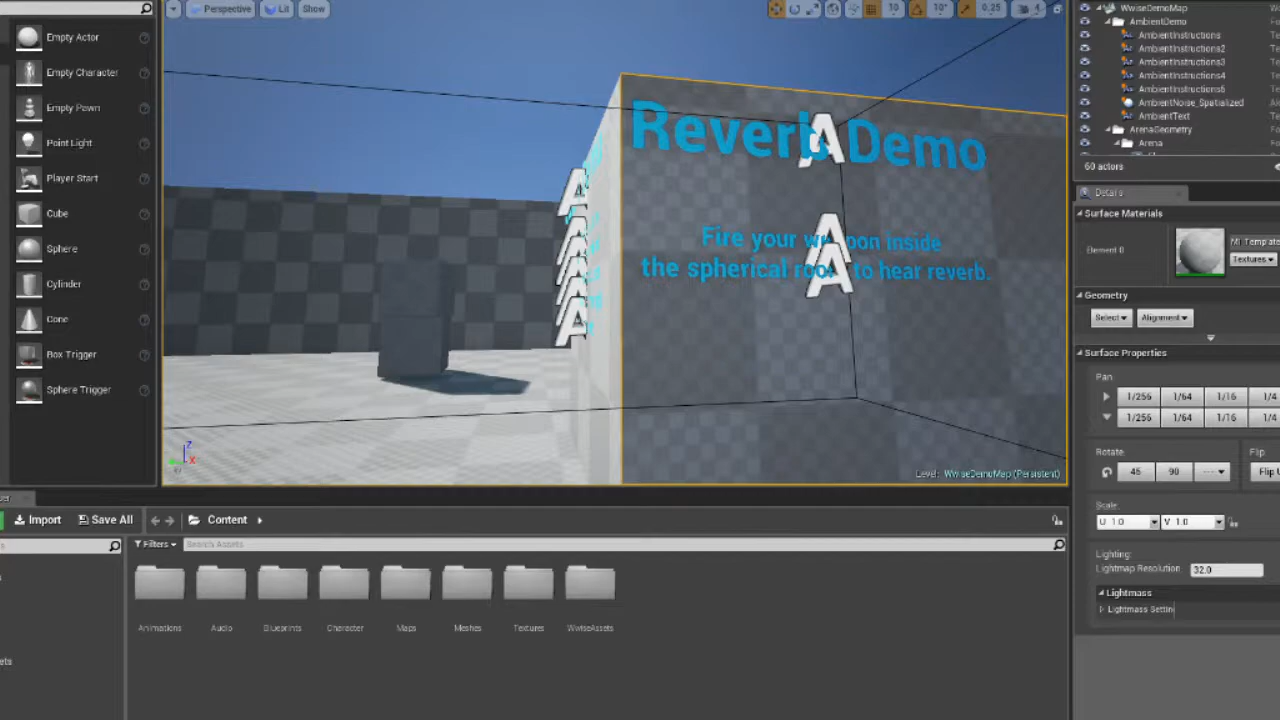 Perspective
Lit
Show
10
10°
0.25
4
WwiseDemoMap
AmbientDemo
AmbientInstructions
AmbientInstructions2
AmbientInstructions3
AmbientInstructions4
AmbientNoise_Spatialized
AmbientText
ArenaGeometry
Arena
60 actors
Empty Actor
Empty Character
Empty Pawn
Point Light
Player Start
Cube
Sphere
Cylinder
Cone
Box Trigger
Sphere Trigger
Reverb Demo
Fire your inside
the spherical to hear reverb.
Level: WwiseDemoMap (Persistent)
Details
Surface Materials
Element 0
MI Template
Textures
Geometry
Select
Alignment
Surface Properties
Pan
1/256 1/64 1/16 1/4
1/256 1/64 1/16 1/4
Rotate:
Flip
45 90 ---
Flip U
Scale:
U 1.0 V 1.0
Lighting:
Lightmap Resolution 32.0
Lightmass
Lightmass Settin
Import
Save All
Content
Filters
Search Assets
Animations
Audio
Blueprints
Character
Maps
Meshes
Textures
WwiseAssets